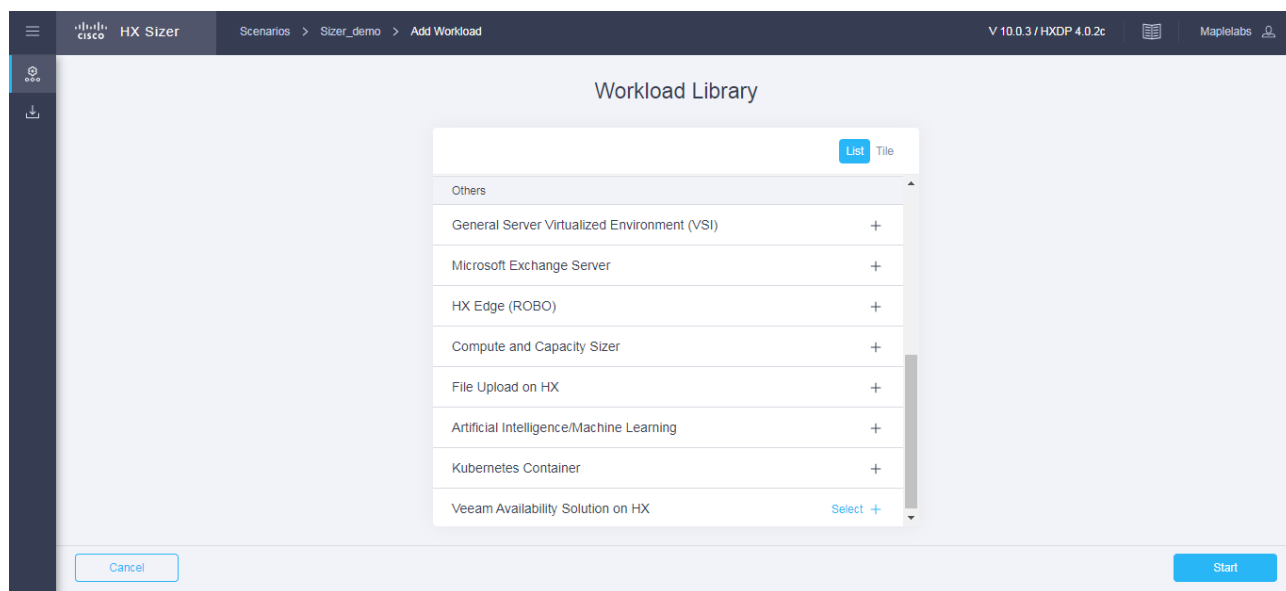 cisco HX Sizer Scenarios > Sizer_demo > Add Workload V 10.0.3 / HXDP 4.0.2c Maplelabs
Workload Library
List Tile
Others
General Server Virtualized Environment (VSI) +
Microsoft Exchange Server +
HX Edge (ROBO) +
Compute and Capacity Sizer +
File Upload on HX +
Artificial Intelligence/Machine Learning +
Kubernetes Container +
Veeam Availability Solution on HX Select +
Cancel Start